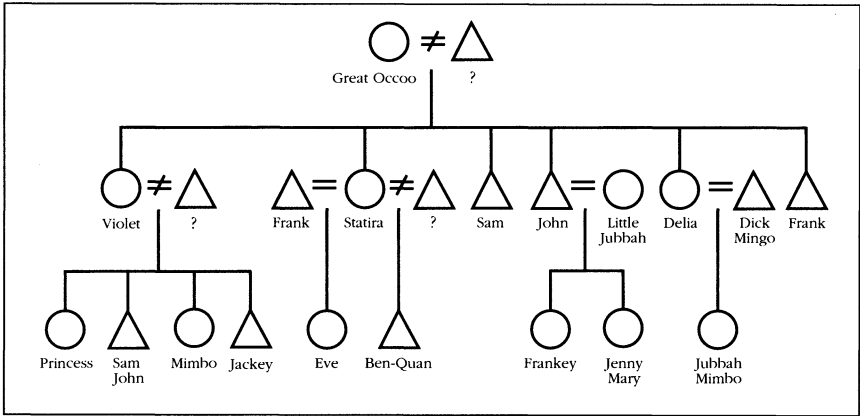 Great Occoo ?
Violet ? Frank Statira ? Sam John Little Jubbah Delia Dick Mingo Frank
Princess Sam John Mimbo Jackey Eve Ben-Quan Frankey Jenny Mary Jubbah Mimbo